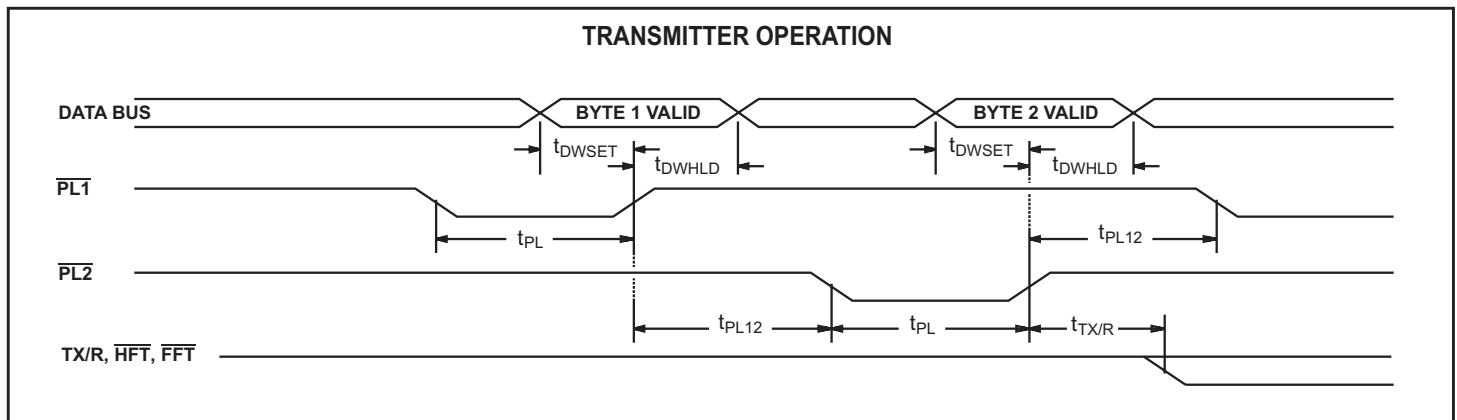 TRANSMITTER OPERATION
DATA BUS
BYTE 1 VALID
BYTE 2 VALID
tDWSET
tDWHLD
tDWSET
tDWHLD
PL1
tPL
tPL12
PL2
tPL12
tPL
tTX/R
TX/R, HFT, FFT